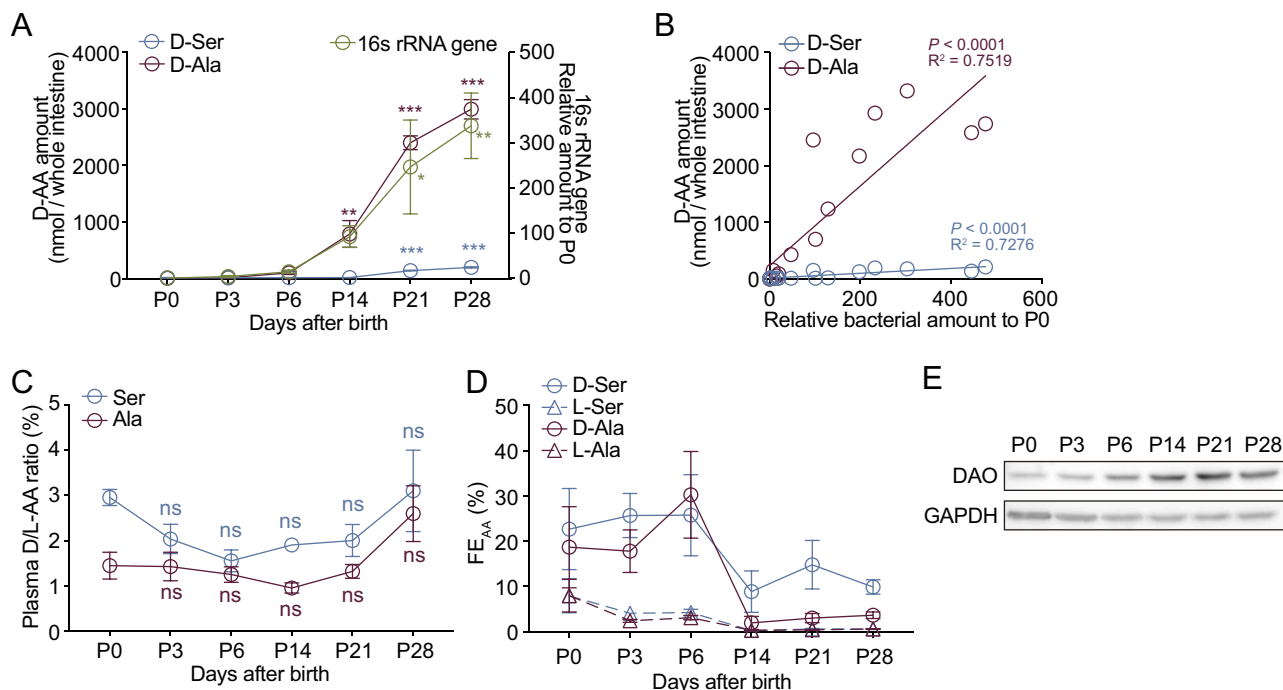 A
D-Ser
D-Ala
16s rRNA gene
D-AA amount
(nmol / whole intestine)
4000
3000
2000
1000
0
500
400
300
200
100
0
16s rRNA gene
Relative amount to P0
**
***
*
***
***
**
***
P0 P3 P6 P14 P21 P28
Days after birth
B
D-Ser
D-Ala
P < 0.0001
R² = 0.7519
D-AA amount
(nmol / whole intestine)
4000
3000
2000
1000
0
P < 0.0001
R² = 0.7276
0 200 400 600
Relative bacterial amount to P0
C
Ser
Ala
Plasma D/L-AA ratio (%)
5
4
3
2
1
0
ns ns ns ns ns
ns ns ns ns ns
P0 P3 P6 P14 P21 P28
Days after birth
D
D-Ser
L-Ser
D-Ala
L-Ala
FE_AA (%)
50
40
30
20
10
0
P0 P3 P6 P14 P21 P28
Days after birth
E
P0 P3 P6 P14 P21 P28
DAO
GAPDH